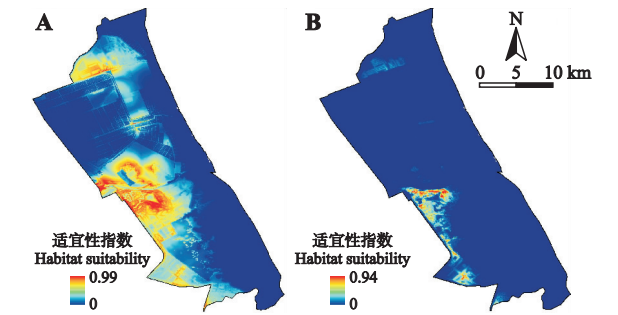 A
B
N
0 5 10 km
适宜性指数
Habitat suitability
0.99
0
适宜性指数
Habitat suitability
0.94
0